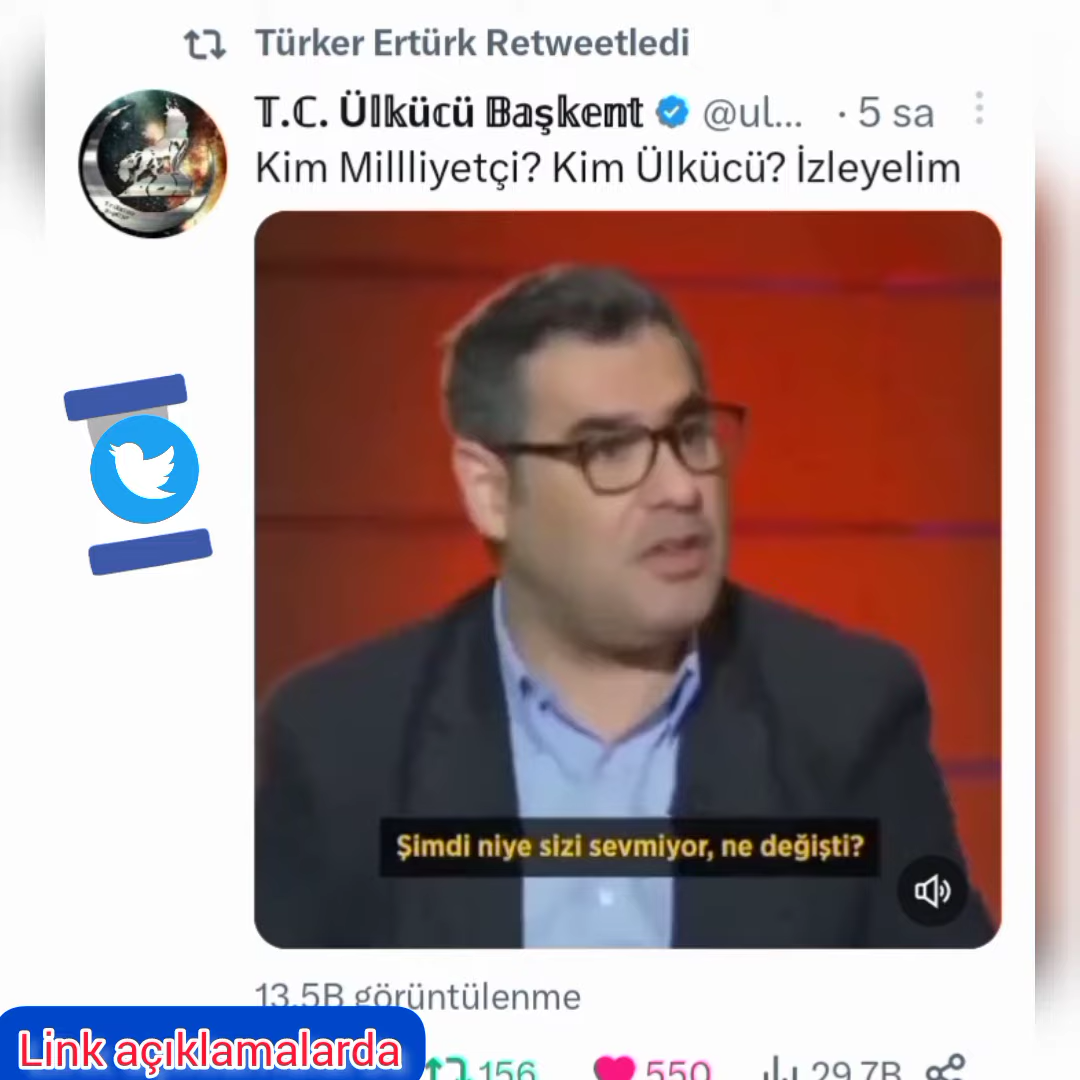 Türker Ertürk Retweetledi
T.C. Ülkücü Başkent @ul... · 5 sa
Kim Millliyetçi? Kim Ülkücü? İzleyelim
Şimdi niye sizi sevmiyor, ne değişti?
13.5B görüntülenme
Link açıklamalarda
156 550 29.7B